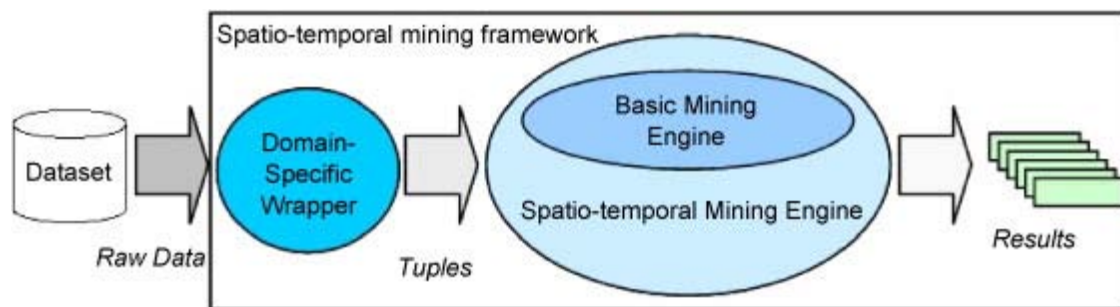 Spatio-temporal mining framework
Dataset
Raw Data
Domain-
Specific
Wrapper
Tuples
Basic Mining
Engine
Spatio-temporal Mining Engine
Results